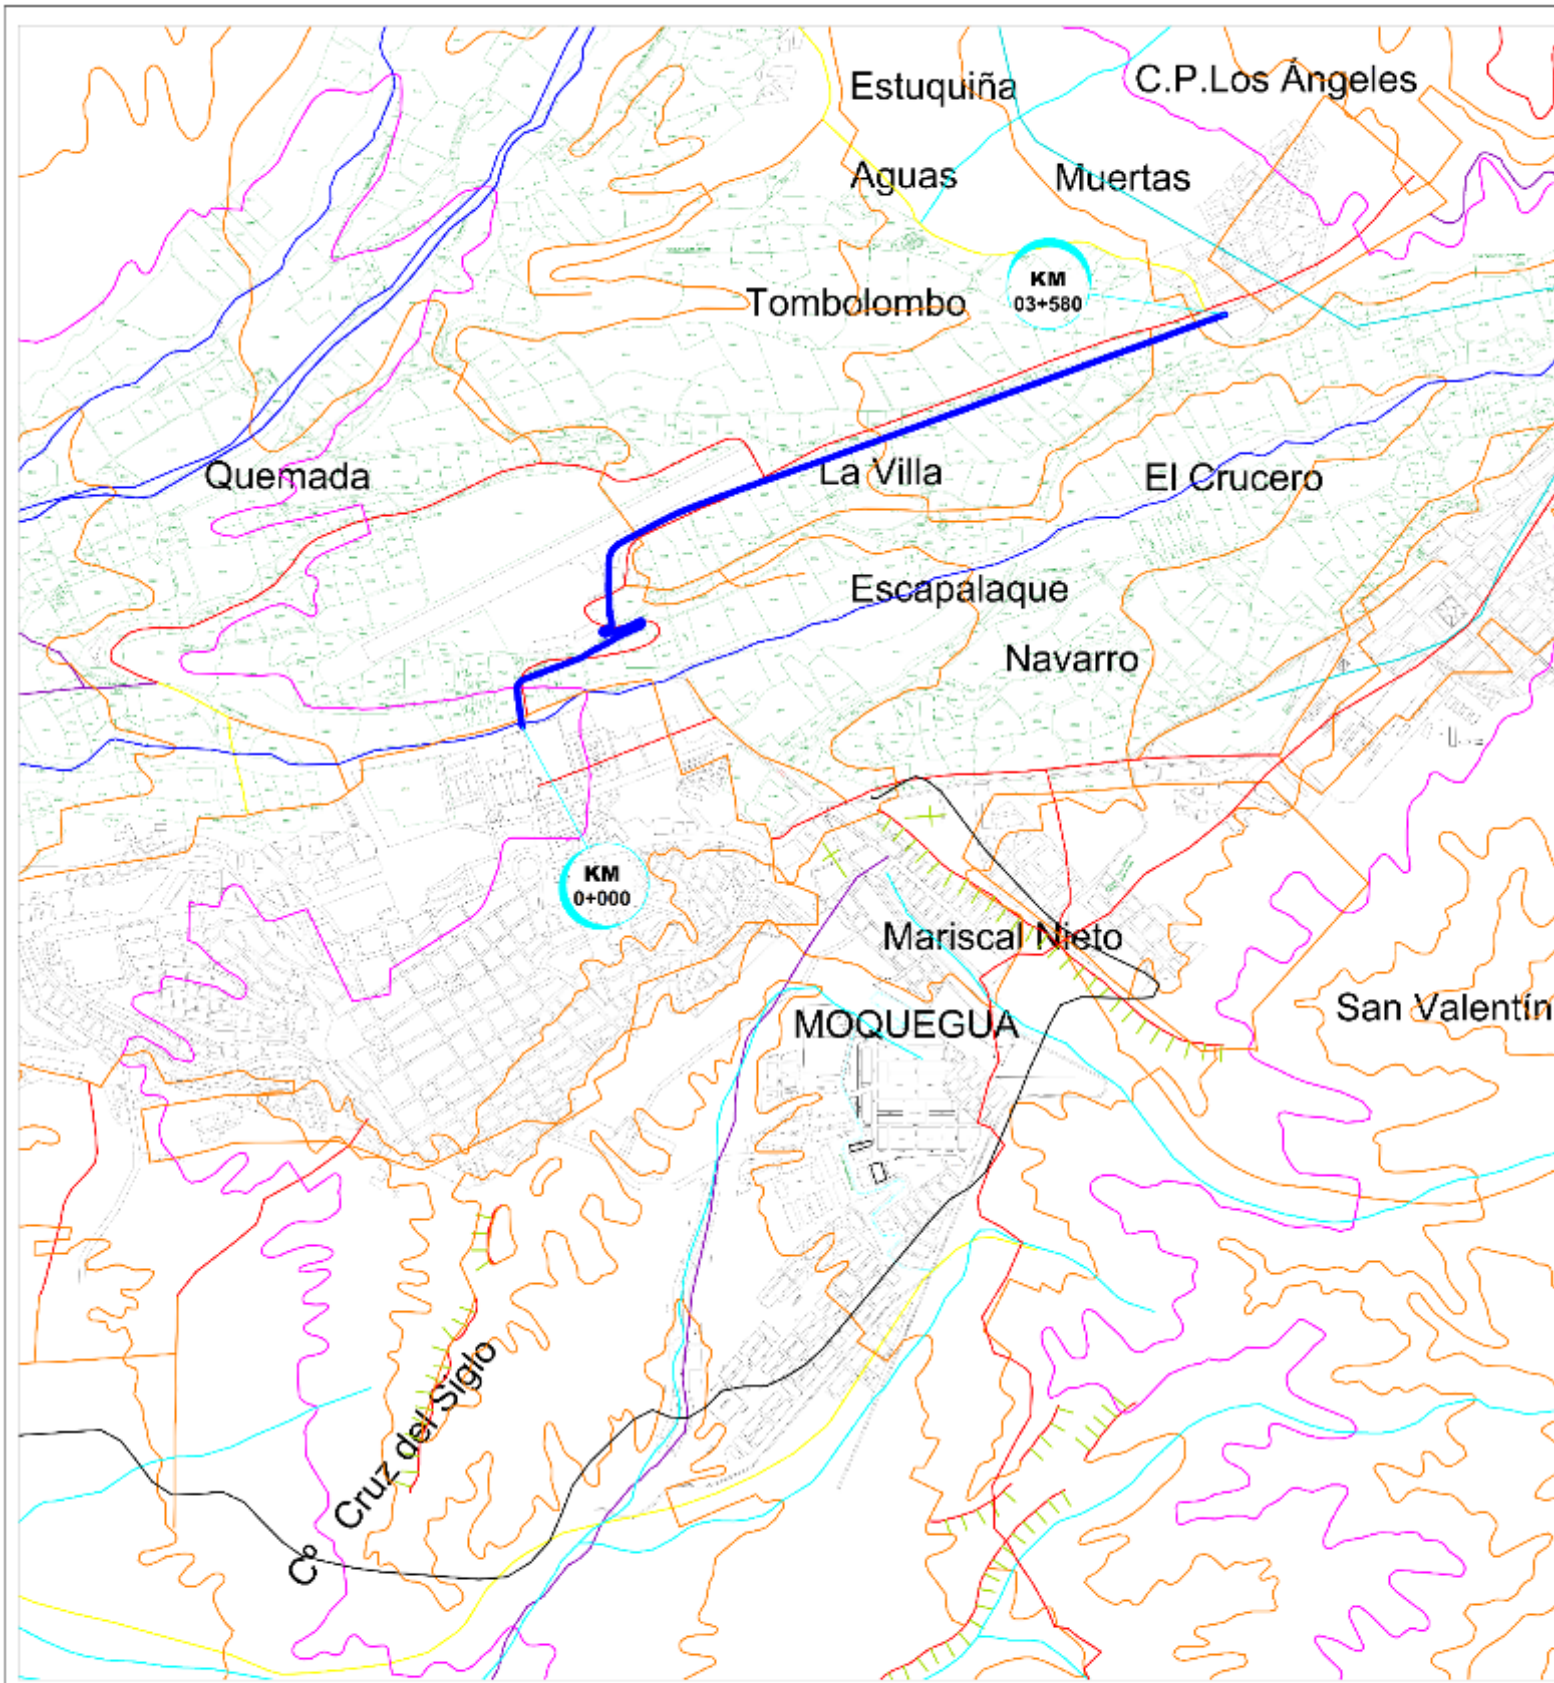 Estuquiña
C.P.Los Ángeles
Aguas
Muertas
KM
03+580
Tombolombo
Quemada
La Villa
El Crucero
Escapalaque
Navarro
KM
0+000
Mariscal Nieto
San Valentín
MOQUEGUA
Cº Cruz del Siglo